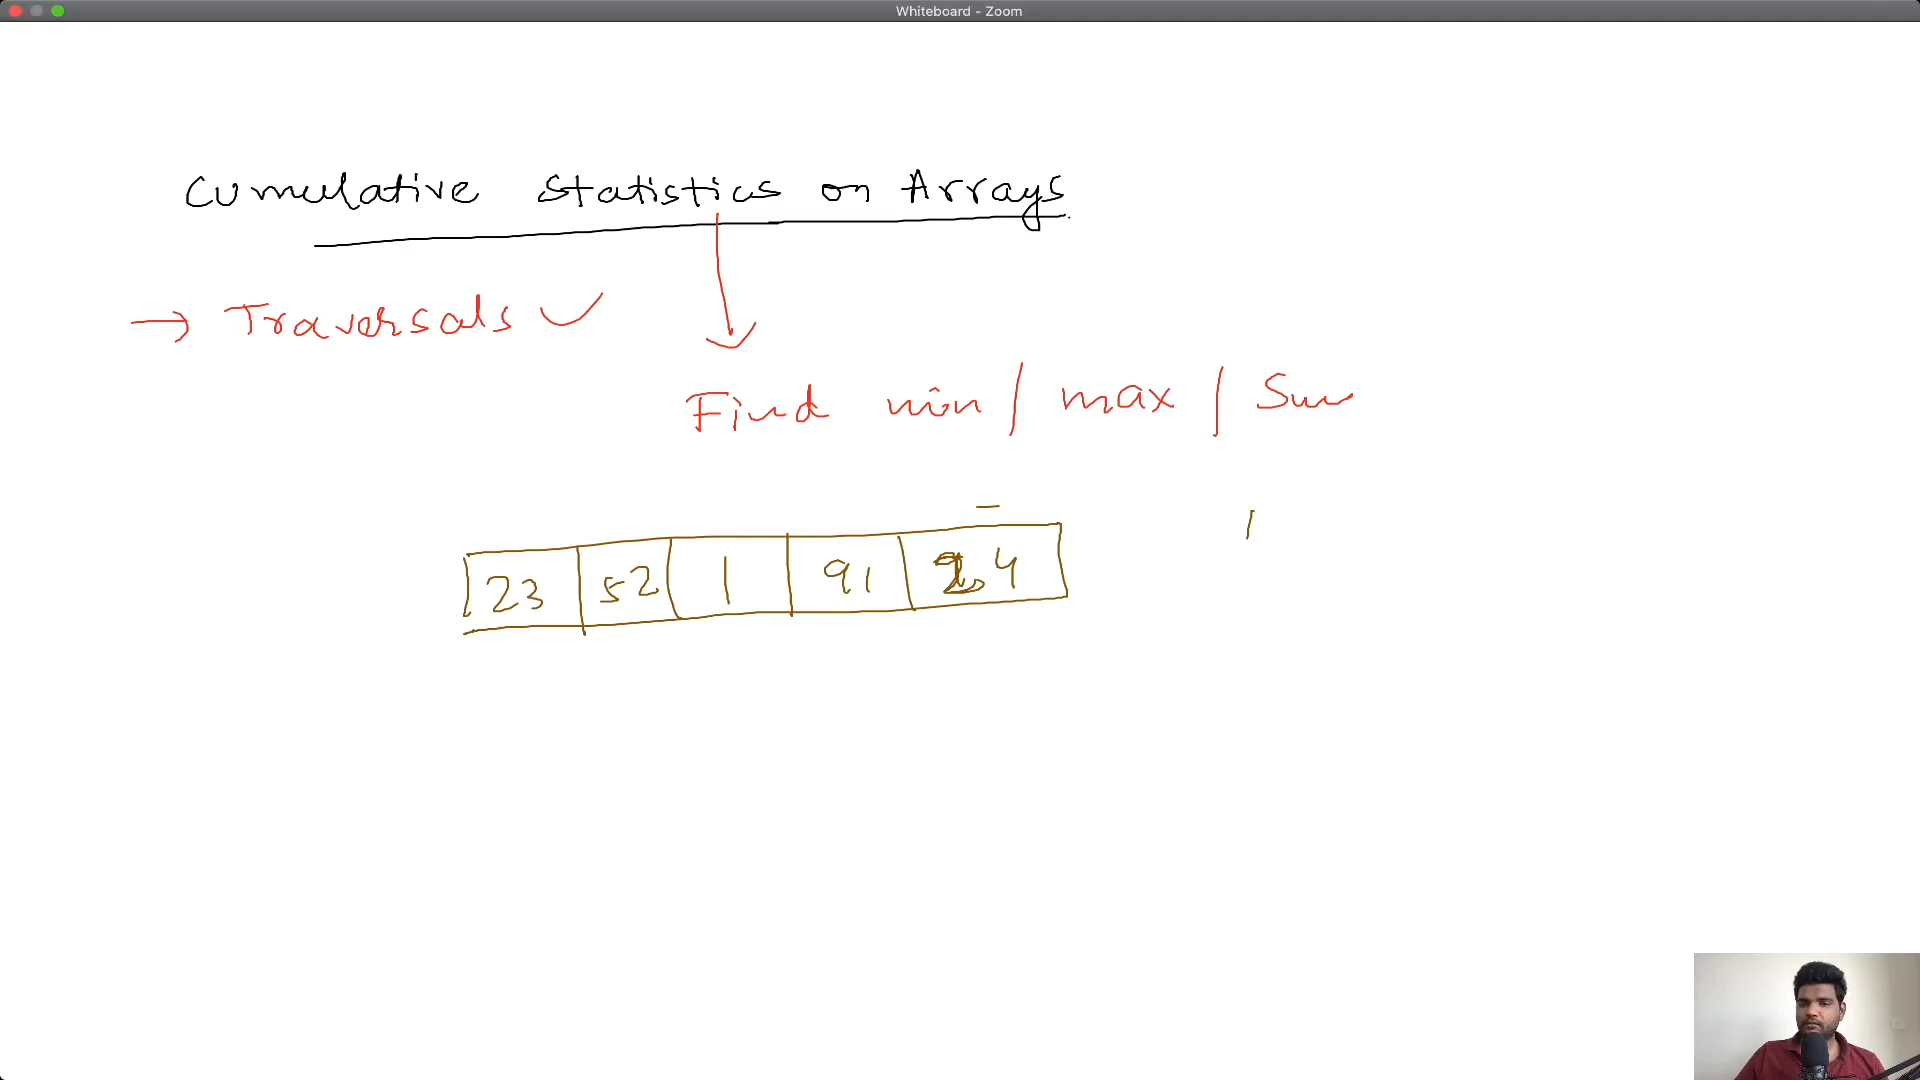 Whiteboard - Zoom
Cumulative Statistics on Arrays
→ Traversals ✓
Find min / max / Sum
23 52 1 91 24